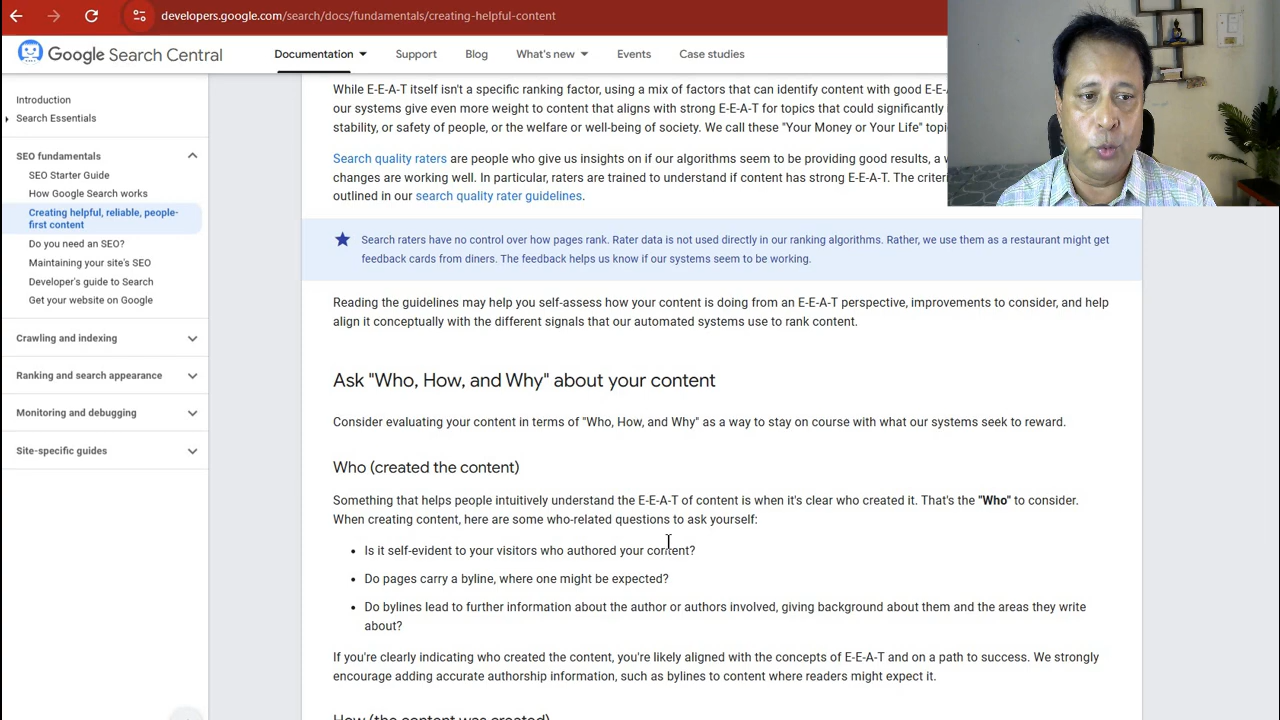 developers.google.com/search/docs/fundamentals/creating-helpful-content
Google Search Central
Documentation
Support
Blog
What's new
Events
Case studies
Introduction
Search Essentials
SEO fundamentals
SEO Starter Guide
How Google Search works
Creating helpful, reliable, people-
first content
Do you need an SEO?
Maintaining your site's SEO
Developer's guide to Search
Get your website on Google
Crawling and indexing
Ranking and search appearance
Monitoring and debugging
Site-specific guides
While E-E-A-T itself isn't a specific ranking factor, using a mix of factors that can identify content with good
our systems give even more weight to content that aligns with strong E-E-A-T for topics that could significantly
stability, or safety of people, or the welfare or well-being of society. We call these "Your Money or Your Life"
Search quality raters are people who give us insights on if our algorithms seem to be providing good results, a
changes are working well. In particular, raters are trained to understand if content has strong E-E-A-T. The
outlined in our search quality rater guidelines.
Search raters have no control over how pages rank. Rater data is not used directly in our ranking algorithms. Rather, we use them as a restaurant might get
feedback cards from diners. The feedback helps us know if our systems seem to be working.
Reading the guidelines may help you self-assess how your content is doing from an E-E-A-T perspective, improvements to consider, and help
align it conceptually with the different signals that our automated systems use to rank content.
Ask "Who, How, and Why" about your content
Consider evaluating your content in terms of "Who, How, and Why" as a way to stay on course with what our systems seek to reward.
Who (created the content)
Something that helps people intuitively understand the E-E-A-T of content is when it's clear who created it. That's the "Who" to consider.
When creating content, here are some who-related questions to ask yourself:
• Is it self-evident to your visitors who authored your content?
• Do pages carry a byline, where one might be expected?
• Do bylines lead to further information about the author or authors involved, giving background about them and the areas they write
about?
If you're clearly indicating who created the content, you're likely aligned with the concepts of E-E-A-T and on a path to success. We strongly
encourage adding accurate authorship information, such as bylines to content where readers might expect it.
How (the content was created)